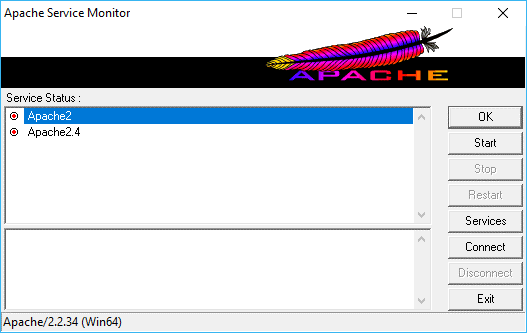 Apache Service Monitor
APACHE
Service Status :
Apache2
Apache2.4
OK
Start
Stop
Restart
Services
Connect
Disconnect
Exit
Apache/2.2.34 (Win64)